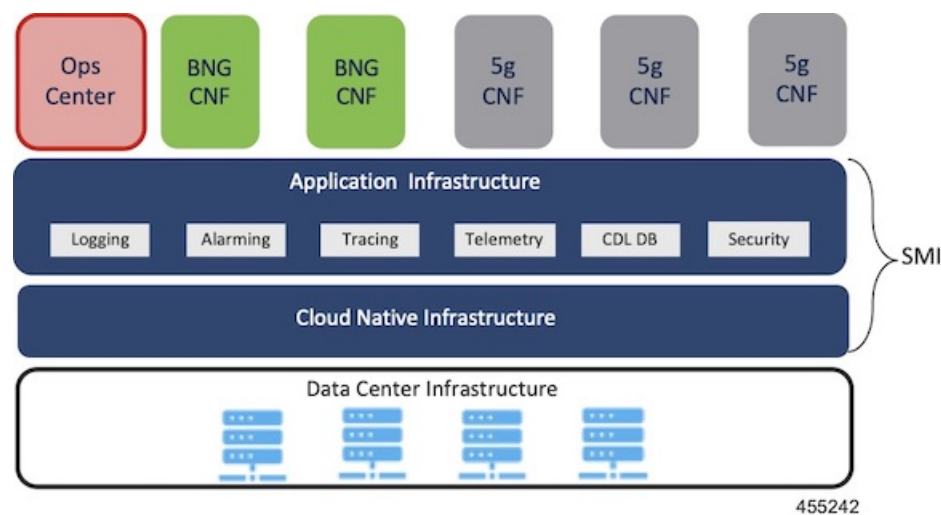 Ops
Center
BNG
CNF
BNG
CNF
5g
CNF
5g
CNF
5g
CNF
Application Infrastructure
Logging
Alarming
Tracing
Telemetry
CDL DB
Security
SMI
Cloud Native Infrastructure
Data Center Infrastructure
455242